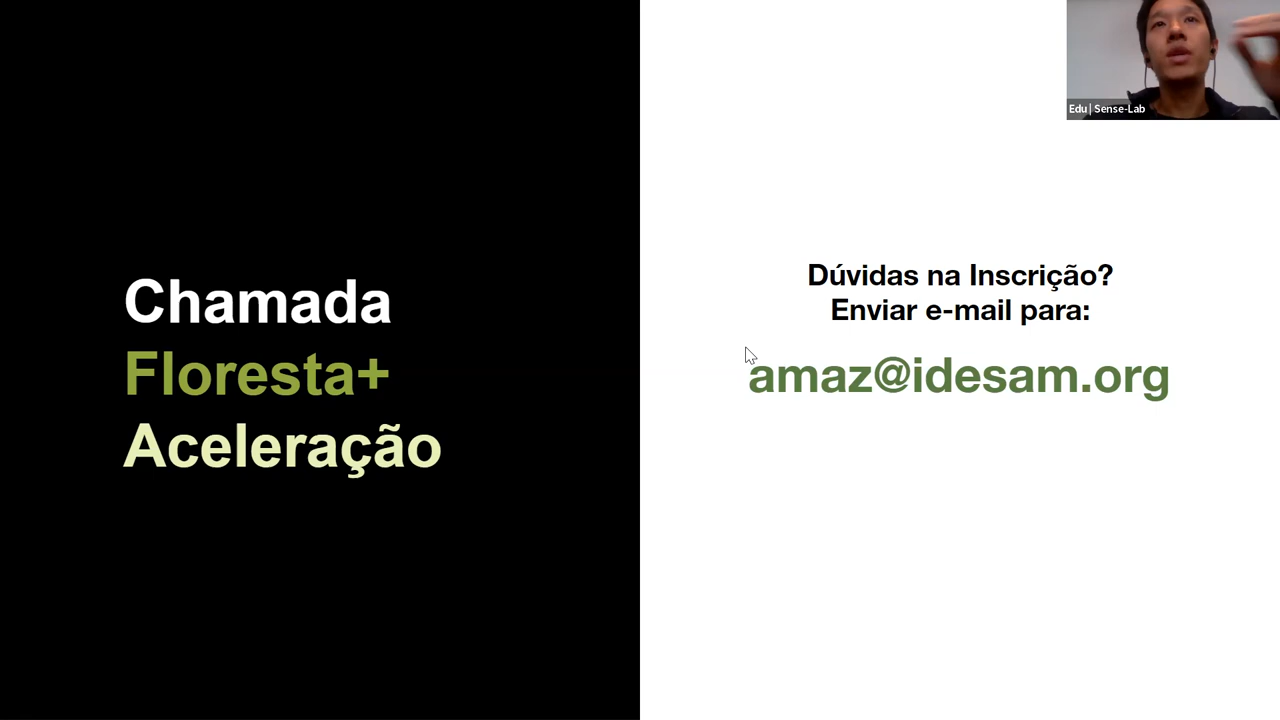 Edu | Sense-Lab
Chamada
Floresta+
Aceleração
Dúvidas na Inscrição?
Enviar e-mail para:
amaz@idesam.org